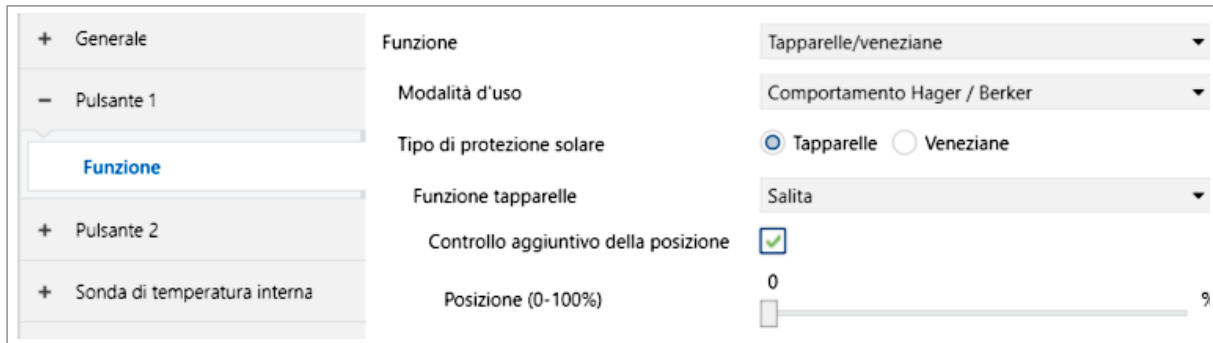 + Generale
Funzione Tapparelle/veneziane
− Pulsante 1
Modalità d'uso Comportamento Hager / Berker
Tipo di protezione solare Tapparelle Veneziane
Funzione
Funzione tapparelle Salita
+ Pulsante 2
Controllo aggiuntivo della posizione
+ Sonda di temperatura interna
Posizione (0-100%) 0 %